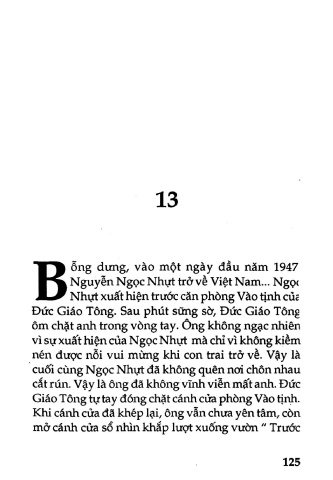 13
Bỗng dưng, vào một ngày đầu năm 1947
Nguyễn Ngọc Nhựt trở về Việt Nam... Ngọc
Nhựt xuất hiện trước căn phòng Vào tịnh của
Đức Giáo Tông. Sau phút sững sờ, Đức Giáo Tông
ôm chặt anh trong vòng tay. Ông không ngạc nhiên
vì sự xuất hiện của Ngọc Nhựt mà chỉ vì không kiềm
nén được nỗi vui mừng khi con trai trở về. Vậy là
cuối cùng Ngọc Nhựt đã không quên nơi chôn nhau
cắt rún. Vậy là ông đã không vĩnh viễn mất anh. Đức
Giáo Tông tự tay đóng chặt cánh cửa phòng Vào tịnh.
Khi cánh cửa đã khép lại, ông vẫn chưa yên tâm, còn
mở cánh cửa sổ nhìn khắp lượt xuống vườn “ Trước
125